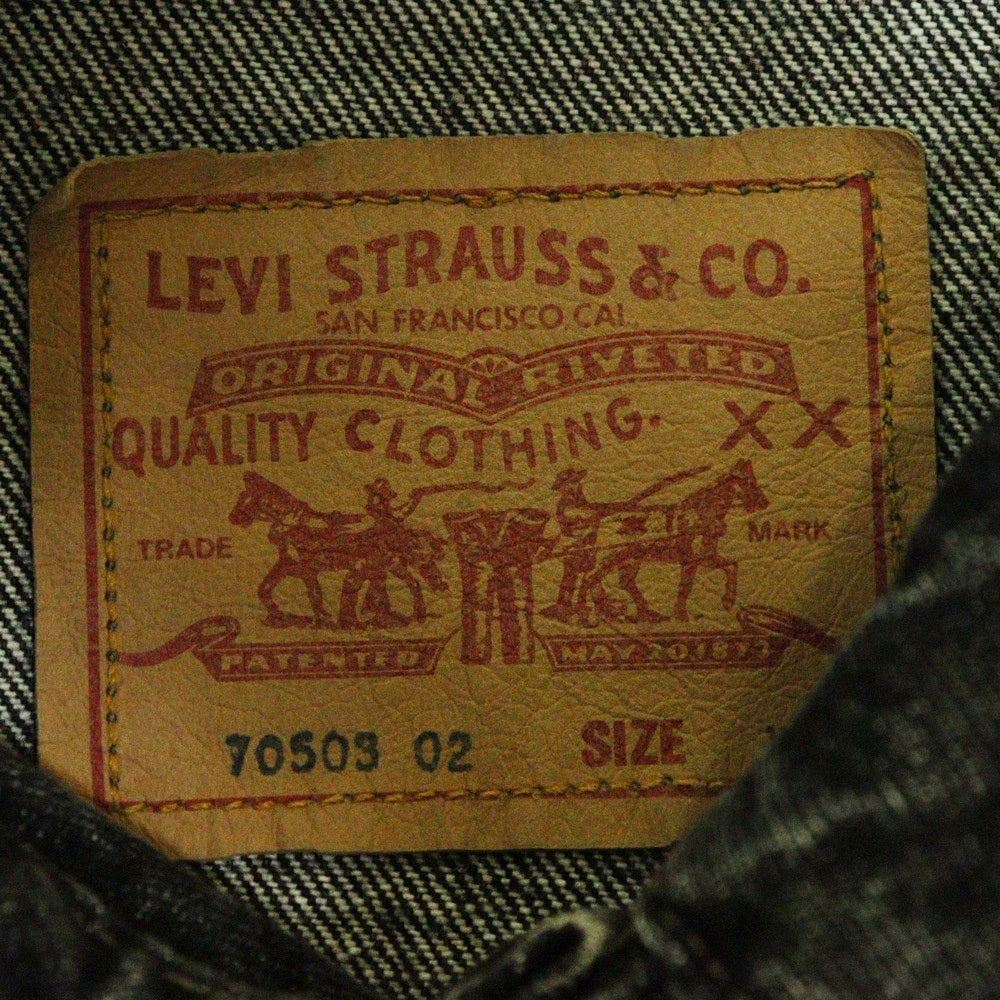 LEVI STRAUSS & CO.
SAN FRANCISCO, CAL.
ORIGINAL RIVETED
QUALITY CLOTHING. XX
TRADE MARK
PATENTED MAY 20 1873
70503 02 SIZE